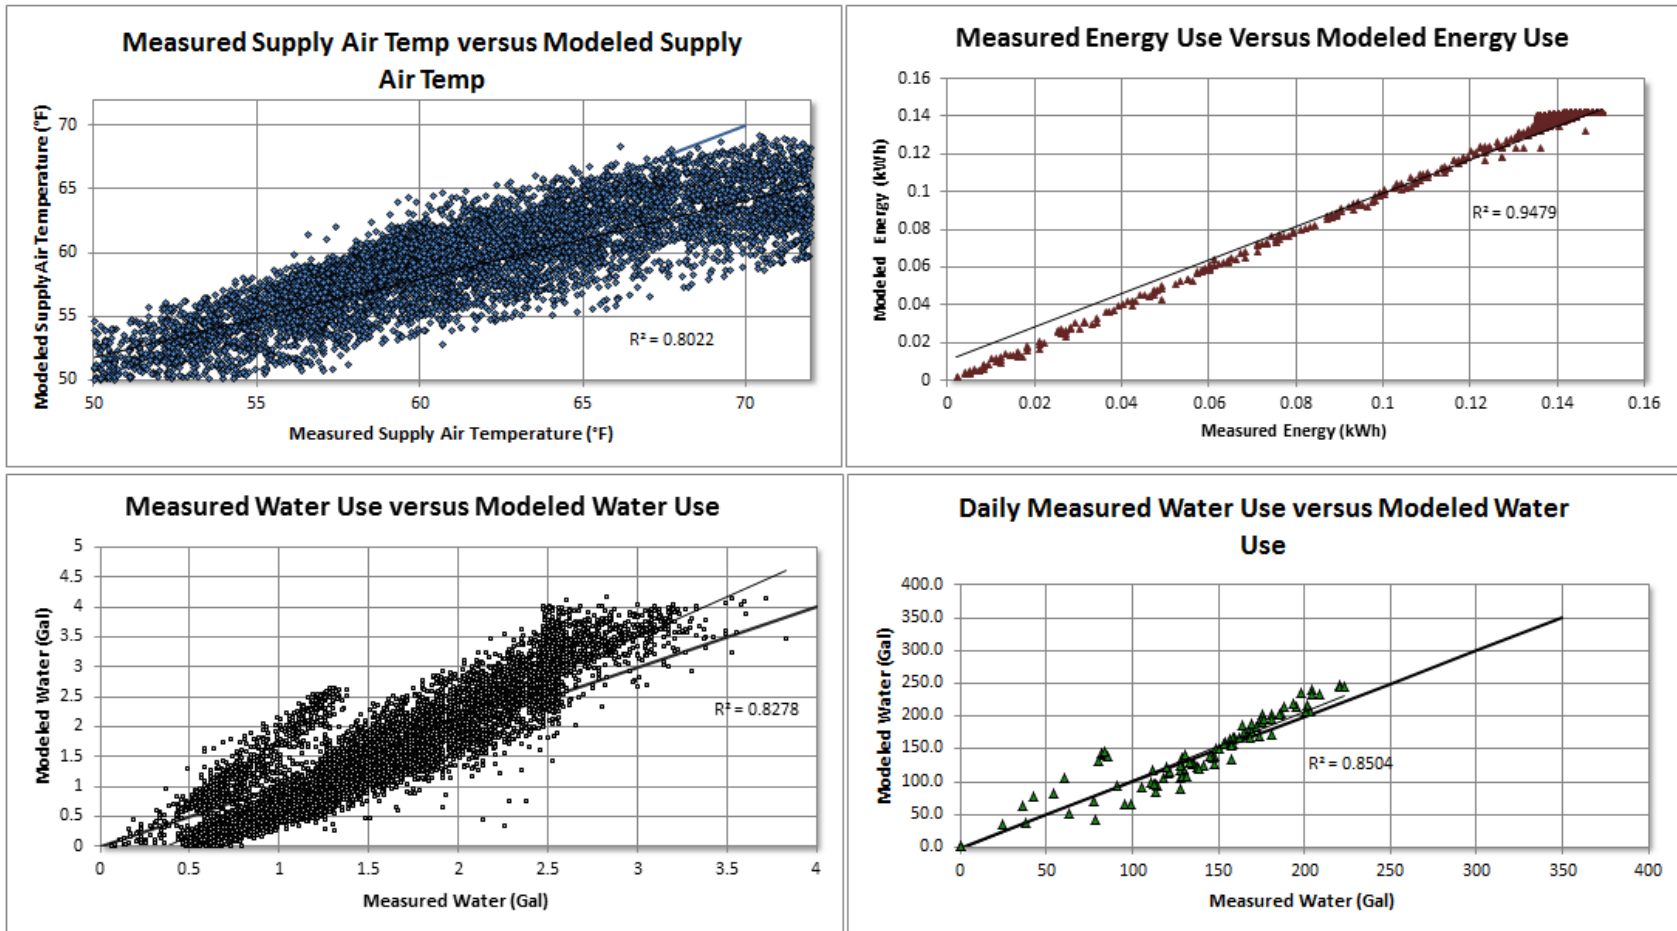 Measured Supply Air Temp versus Modeled Supply
Air Temp
Modeled Supply Air Temperature (°F)
70
65
60
55
50
R² = 0.8022
50 55 60 65 70
Measured Supply Air Temperature (°F)
Measured Energy Use Versus Modeled Energy Use
Modeled Energy (kWh)
0.16
0.14
0.12
0.1
0.08
0.06
0.04
0.02
0
R² = 0.9479
0 0.02 0.04 0.06 0.08 0.1 0.12 0.14 0.16
Measured Energy (kWh)
Measured Water Use versus Modeled Water Use
Modeled Water (Gal)
5
4.5
4
3.5
3
2.5
2
1.5
1
0.5
0
R² = 0.8278
0 0.5 1 1.5 2 2.5 3 3.5 4
Measured Water (Gal)
Daily Measured Water Use versus Modeled Water
Use
Modeled Water (Gal)
400.0
350.0
300.0
250.0
200.0
150.0
100.0
50.0
0.0
R² = 0.8504
0 50 100 150 200 250 300 350 400
Measured Water (Gal)